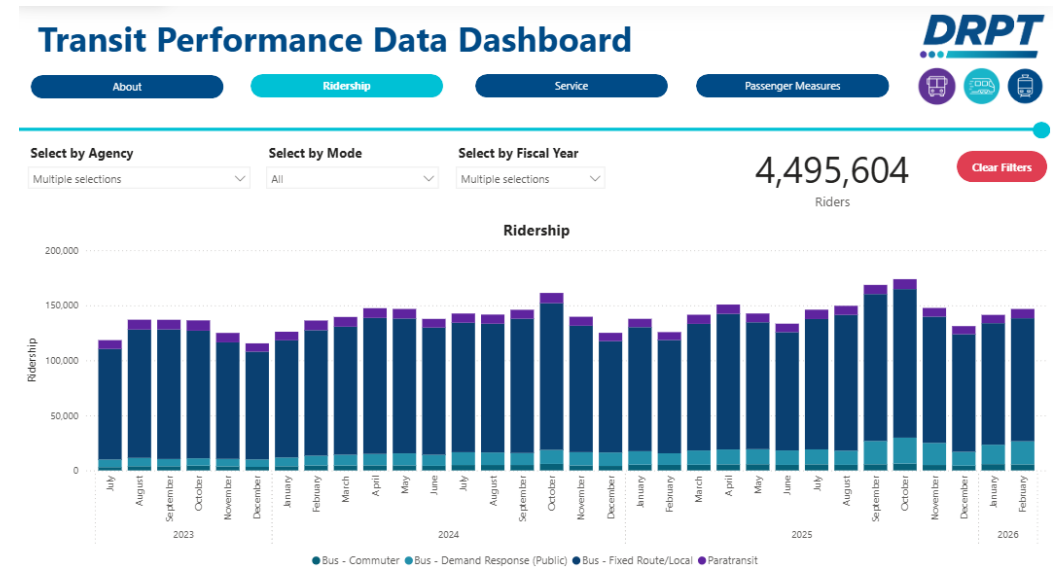 Transit Performance Data Dashboard
DRPT
About
Ridership
Service
Passenger Measures
Select by Agency
Select by Mode
Select by Fiscal Year
Multiple selections
All
Multiple selections
4,495,604
Riders
Clear Filters
Ridership
200,000
150,000
100,000
50,000
0
Ridership
July
August
September
October
November
December
January
February
March
April
May
June
July
August
September
October
November
December
January
February
March
April
May
June
July
August
September
October
November
December
January
February
2023
2024
2025
2026
Bus - Commuter
Bus - Demand Response (Public)
Bus - Fixed Route/Local
Paratransit